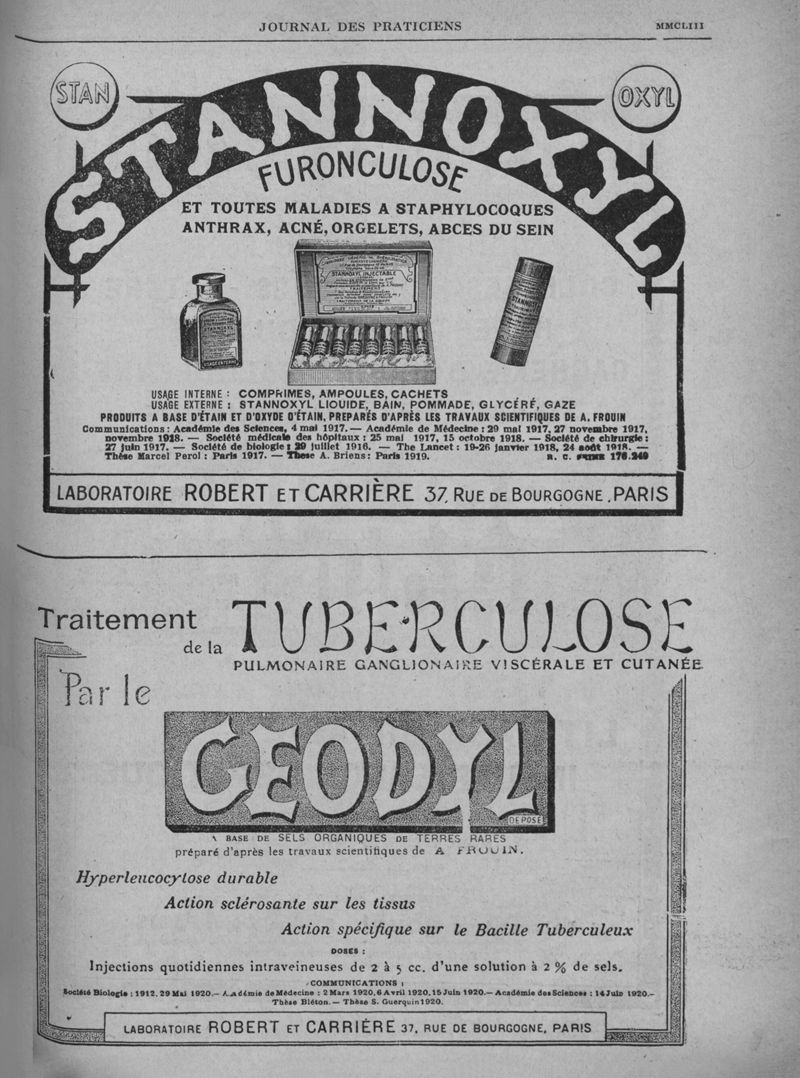 JOURNAL DES PRATICIENS
MMCLIII
STAN
OXYL
STANNOXYL
FURONCULOSE
ET TOUTES MALADIES A STAPHYLOCOQUES
ANTHRAX, ACNÉ, ORGELETS, ABCES DU SEIN
STANNOXYL INJECTABLE
STANNOXYL
STANNOXYL
USAGE INTERNE : COMPRIMES, AMPOULES, CACHETS
USAGE EXTERNE : STANNOXYL LIQUIDE, BAIN, POMMADE, GLYCÉRÉ, GAZE
PRODUITS A BASE D'ÉTAIN ET D'OXYDE D'ÉTAIN, PREPARÉS D'APRÈS LES TRAVAUX SCIENTIFIQUES DE A. FROUIN
Communications : Académie des Sciences, 4 mai 1917. — Académie de Médecine : 29 mai 1917, 27 novembre 1917,
novembre 1918. — Société médicale des hôpitaux : 25 mai 1917, 15 octobre 1918. — Société de chirurgie :
27 juin 1917. — Société de biologie : 29 juillet 1916. — The Lancet : 19-26 janvier 1918, 24 août 1918. —
Thèse Marcel Perol : Paris 1917. — These A. Briens : Paris 1919. R. C. 176.249
LABORATOIRE ROBERT ET CARRIÈRE 37, RUE DE BOURGOGNE, PARIS
Traitement
de la
TUBERCULOSE
PULMONAIRE GANGLIONAIRE VISCÉRALE ET CUTANÉE
Par le
GEODYL
DEPOSÉ
BASE DE SELS ORGANIQUES DE TERRES RARES
préparé d'après les travaux scientifiques de A FROUIN.
Hyperleucocytose durable
Action sclérosante sur les tissus
Action spécifique sur le Bacille Tuberculeux
DOSES :
Injections quotidiennes intraveineuses de 2 à 5 cc. d'une solution à 2 % de sels.
COMMUNICATIONS :
Société Biologie : 1912, 29 Mai 1920.— Académie de Médecine : 2 Mars 1920, 6 Avril 1920, 15 Juin 1920.— Académie des Sciences : 14 Juin 1920.—
Thèse Bléton. — Thèse S. Guerquin 1920.
LABORATOIRE ROBERT ET CARRIÈRE 37, RUE DE BOURGOGNE, PARIS